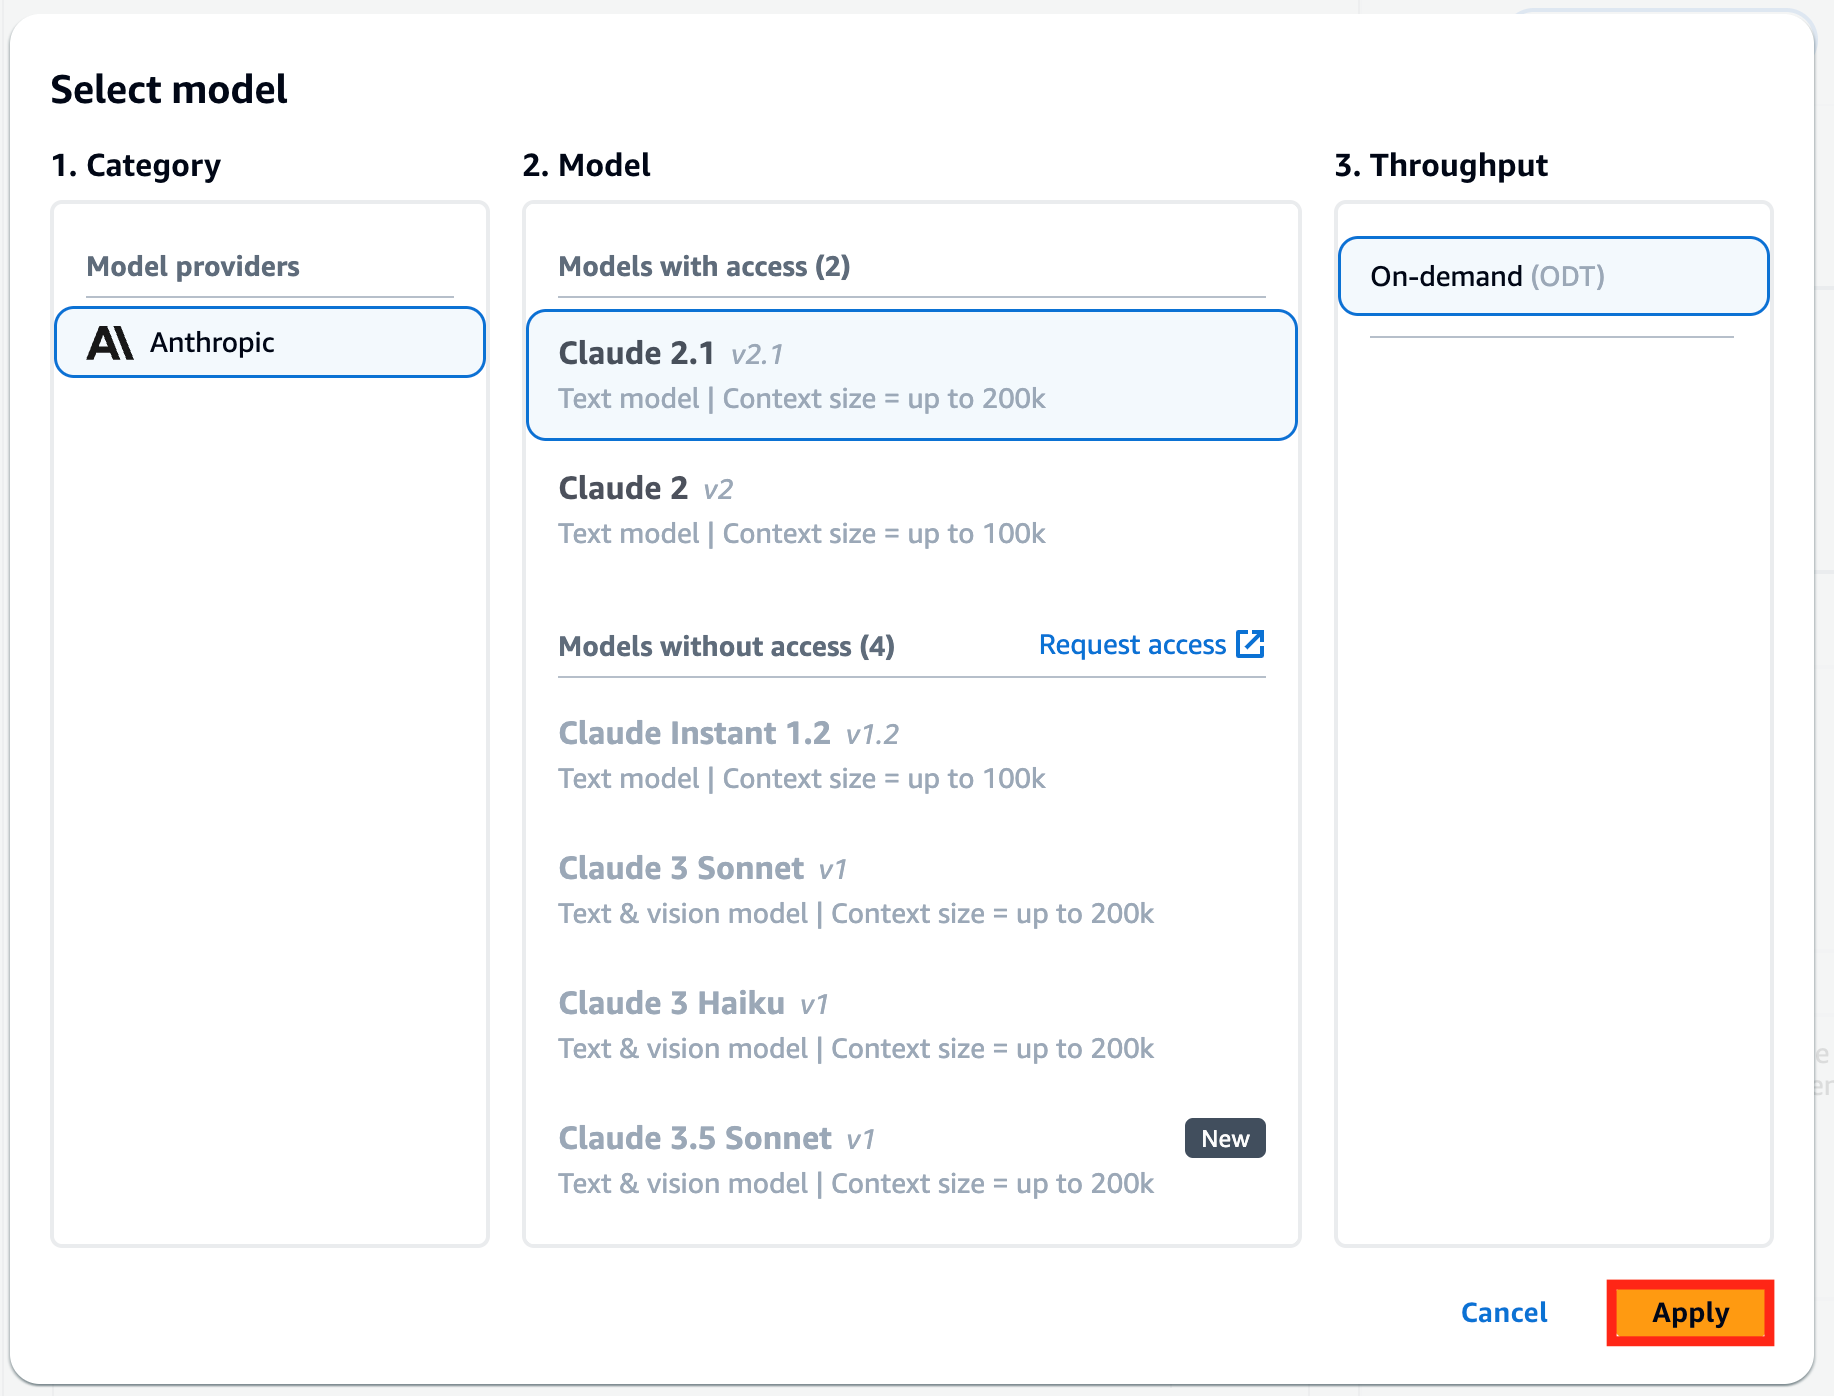 Select model
1. Category
Model providers
Anthropic
2. Model
Models with access (2)
Claude 2.1 v2.1
Text model | Context size = up to 200k
Claude 2 v2
Text model | Context size = up to 100k
Models without access (4)
Request access
Claude Instant 1.2 v1.2
Text model | Context size = up to 100k
Claude 3 Sonnet v1
Text & vision model | Context size = up to 200k
Claude 3 Haiku v1
Text & vision model | Context size = up to 200k
Claude 3.5 Sonnet v1
New
Text & vision model | Context size = up to 200k
3. Throughput
On-demand (ODT)
Cancel
Apply